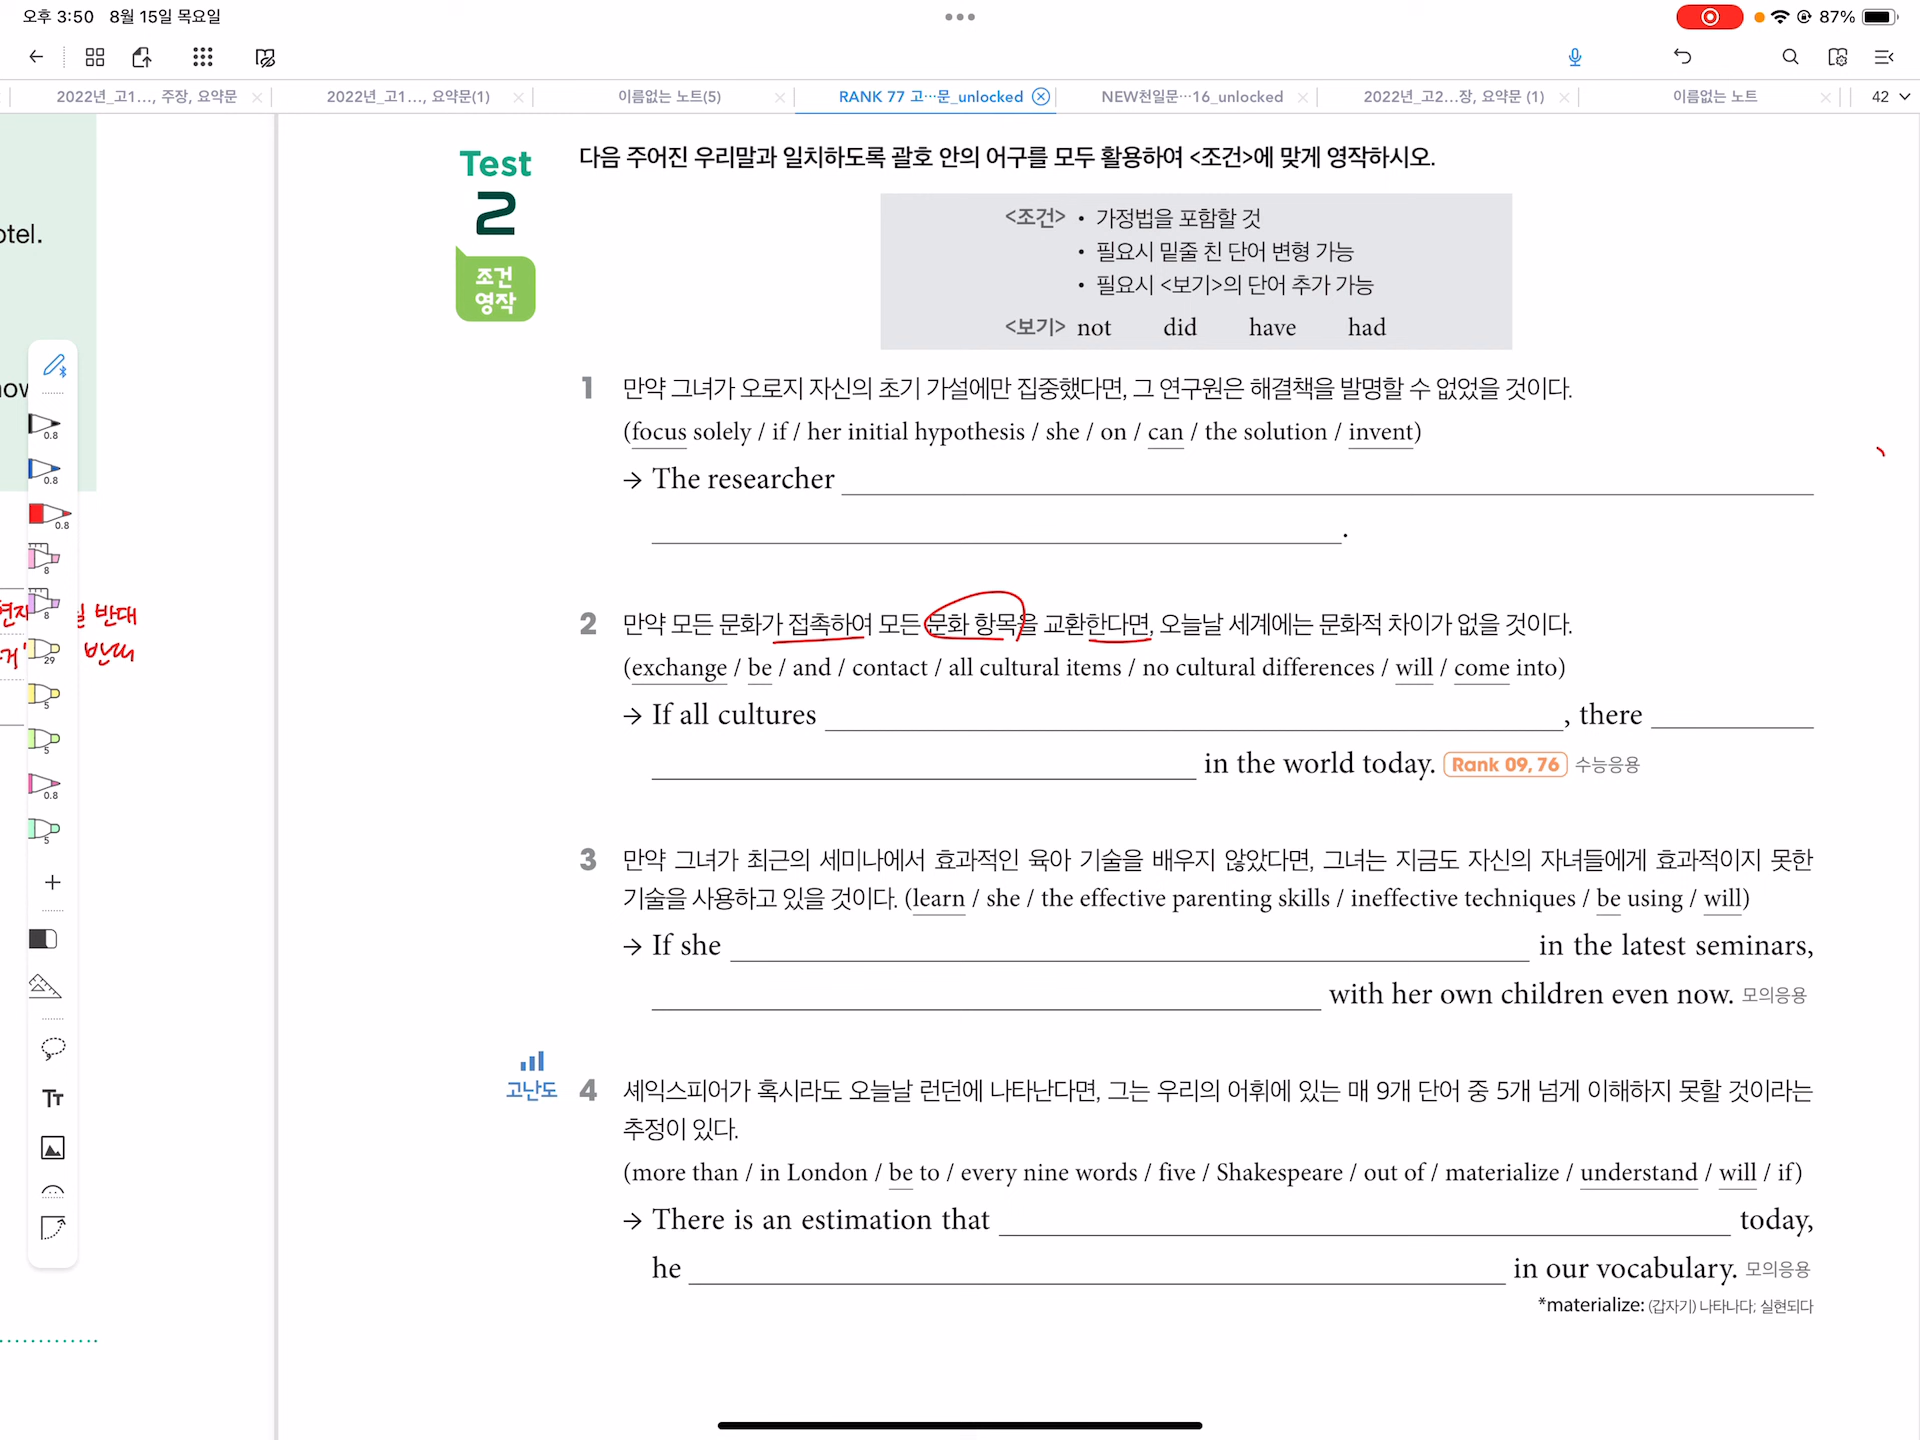 오후 3:50 8월 15일 목요일
87%
2022년_고1..., 주장, 요약문
2022년_고1..., 요약문(1)
이름없는 노트(5)
RANK 77 고…문_unlocked
NEW천일문…16_unlocked
2022년_고2...장, 요약문 (1)
이름없는 노트
42
otel.
now
반대
반대
0.8
0.8
0.8
8
8
29
5
5
0.8
5
Tт
Test
2
조건
영작
다음 주어진 우리말과 일치하도록 괄호 안의 어구를 모두 활용하여 <조건>에 맞게 영작하시오.
<조건> • 가정법을 포함할 것
• 필요시 밑줄 친 단어 변형 가능
• 필요시 <보기>의 단어 추가 가능
<보기> not did have had
1 만약 그녀가 오로지 자신의 초기 가설에만 집중했다면, 그 연구원은 해결책을 발명할 수 없었을 것이다.
(focus solely / if / her initial hypothesis / she / on / can / the solution / invent)
→ The researcher
.
2 만약 모든 문화가 접촉하여 모든 문화 항목을 교환한다면, 오늘날 세계에는 문화적 차이가 없을 것이다.
(exchange / be / and / contact / all cultural items / no cultural differences / will / come into)
→ If all cultures , there
in the world today. Rank 09, 76 수능응용
3 만약 그녀가 최근의 세미나에서 효과적인 육아 기술을 배우지 않았다면, 그녀는 지금도 자신의 자녀들에게 효과적이지 못한
기술을 사용하고 있을 것이다. (learn / she / the effective parenting skills / ineffective techniques / be using / will)
→ If she in the latest seminars,
with her own children even now. 모의응용
고난도
4 셰익스피어가 혹시라도 오늘날 런던에 나타난다면, 그는 우리의 어휘에 있는 매 9개 단어 중 5개 넘게 이해하지 못할 것이라는
추정이 있다.
(more than / in London / be to / every nine words / five / Shakespeare / out of / materialize / understand / will / if)
→ There is an estimation that today,
he in our vocabulary. 모의응용
*materialize: (갑자기) 나타나다; 실현되다